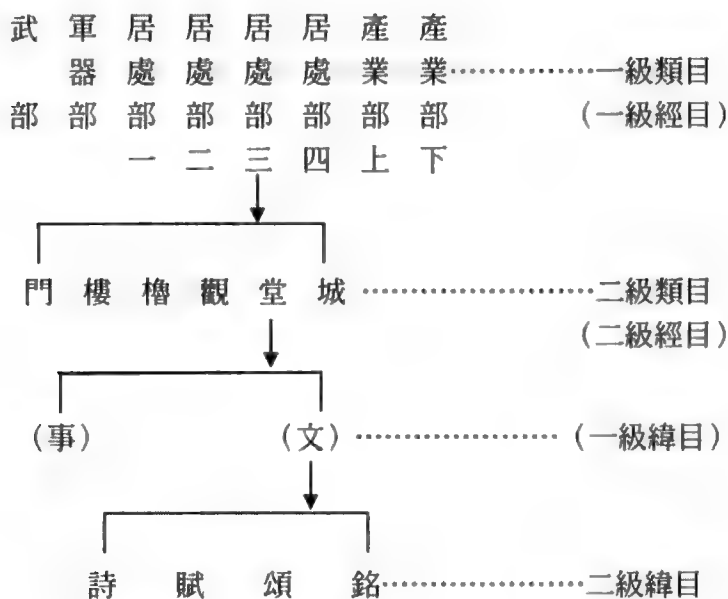 武 軍 居 居 居 居 產 產
器 處 處 處 處 業 業…………一級類目
部 部 部 部 部 部 部 部 (一級經目)
一 二 三 四 上 下
門 樓 櫓 觀 堂 城…………二級類目
(二級經目)
(事) (文)…………(一級緯目)
詩 賦 頌 銘…………二級緯目